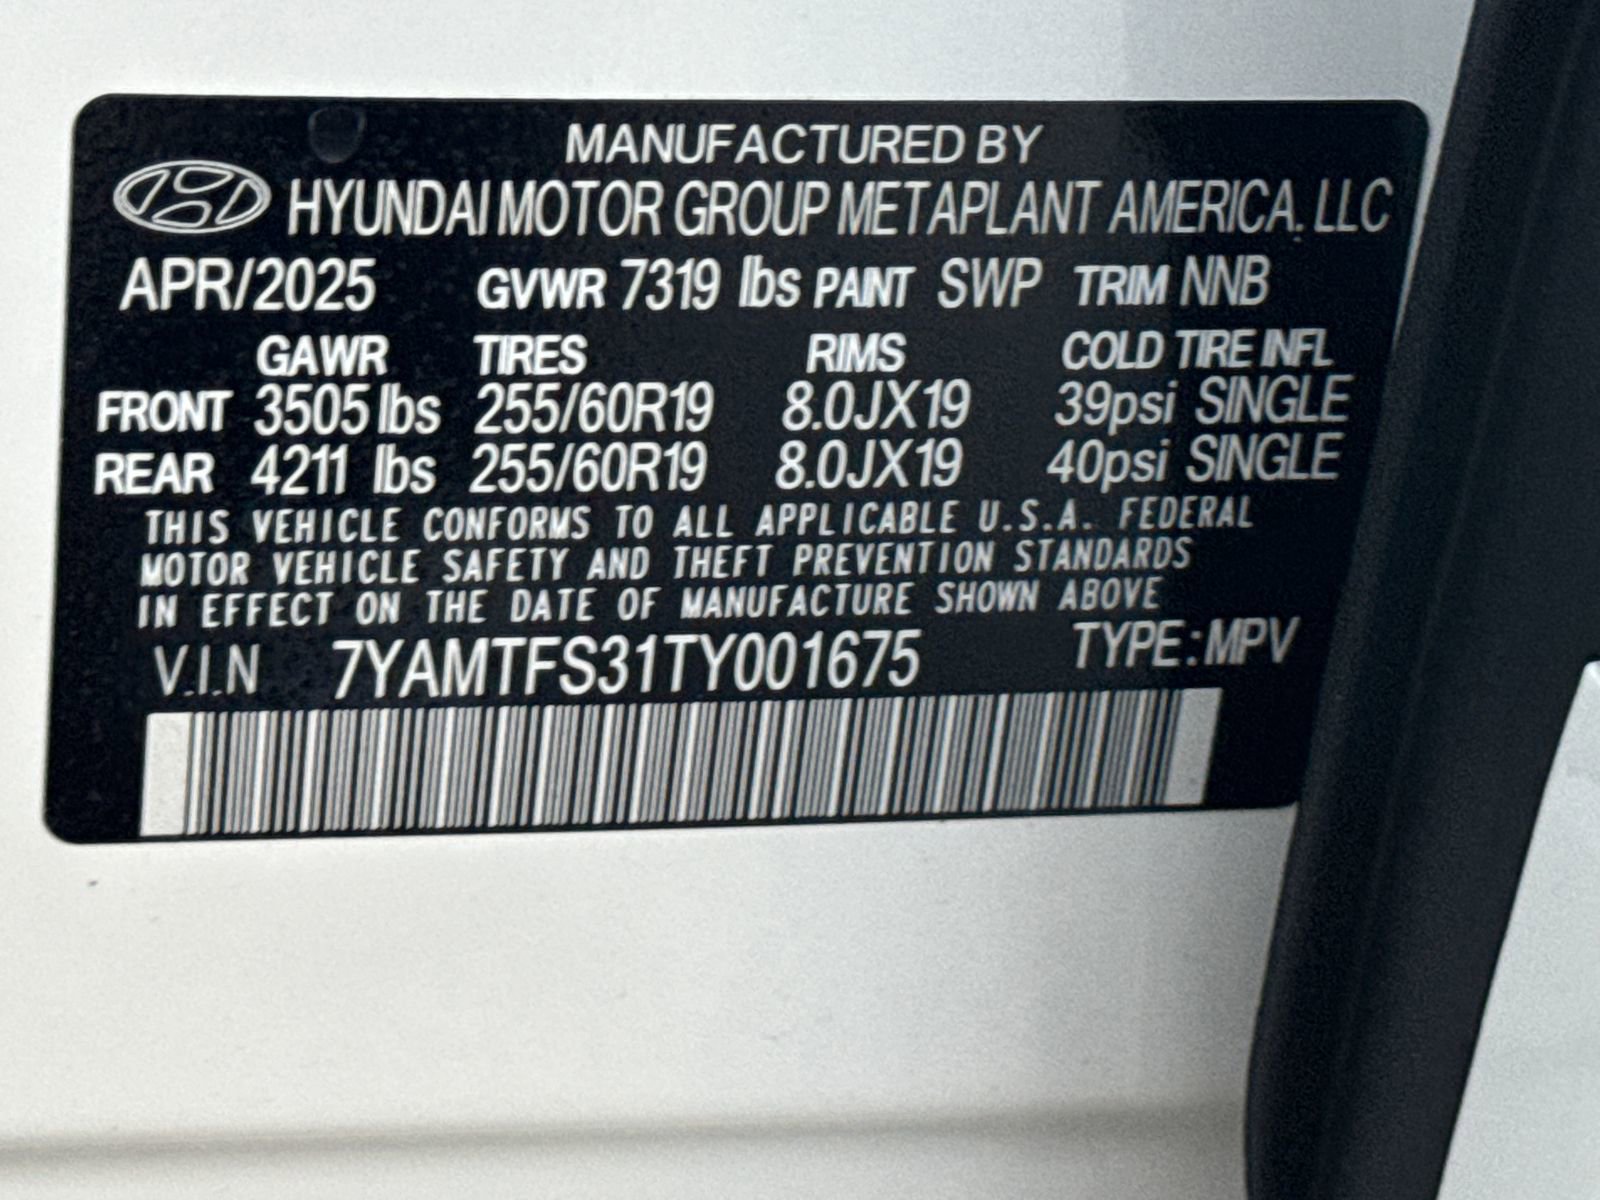 MANUFACTURED BY
HYUNDAI MOTOR GROUP METAPLANT AMERICA. LLC
APR/2025 GVWR 7319 lbs PAINT SWP TRIM NNB
GAWR TIRES RIMS COLD TIRE INFL
FRONT 3505 lbs 255/60R19 8.0JX19 39psi SINGLE
REAR 4211 lbs 255/60R19 8.0JX19 40psi SINGLE
THIS VEHICLE CONFORMS TO ALL APPLICABLE U.S.A. FEDERAL
MOTOR VEHICLE SAFETY AND THEFT PREVENTION STANDARDS
IN EFFECT ON THE DATE OF MANUFACTURE SHOWN ABOVE
V.I.N 7YAMTFS31TY001675 TYPE:MPV